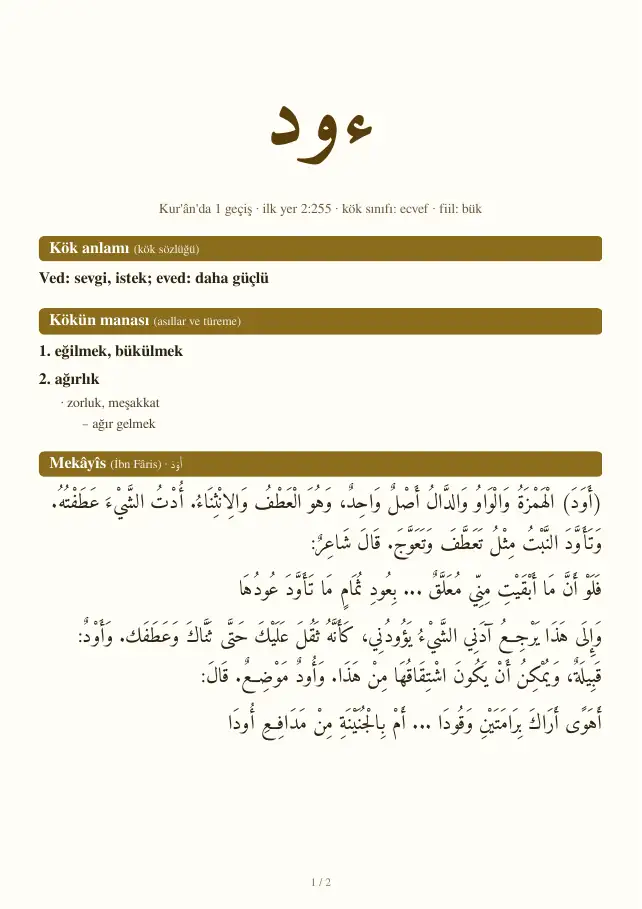 ءود
Kur'ân'da 1 geçiş · ilk yer 2:255 · kök sınıfı: ecvef · fiil: bük
Kök anlamı (kök sözlüğü)
Ved: sevgi, istek; eved: daha güçlü
Kökün manası (asıllar ve türeme)
1. eğilmek, bükülmek
2. ağırlık
· zorluk, meşakkat
– ağır gelmek
Mekâyîs (İbn Fâris) · أَوَدَ
(أَوَدَ) الْهَمْزَةُ وَالْوَاوُ وَالدَّالُ أَصْلٌ وَاحِدٌ، وَهُوَ الْعَطْفُ وَالِانْثِنَاءُ. أُدْتُ الشَّيْءَ عَطَفْتُهُ.
وَتَأَوَّدَ النَّبْتُ مِثْلُ تَعَطَّفَ وَتَعَوَّجَ. قَالَ شَاعِرٌ:
فَلَوْ أَنَّ مَا أَبْقَيْتِ مِنِّي مُعَلَّقٌ ... بِعُودِ ثُمَامٍ مَا تَأَوَّدَ عُودُهَا
وَإِلَى هَذَا يَرْجِعُ آدَنِي الشَّيْءُ يَؤُودُنِي، كَأَنَّهُ ثَقُلَ عَلَيْكَ حَتَّى ثَنَّاكَ وَعَطَفَك. وَأَوْدٌ:
قَبِيلَةٌ، وَيُمْكِنُ أَنْ يَكُونَ اشْتِقَاقُهَا مِنْ هَذَا. وَأُودٌ مَوْضِعٌ. قَالَ:
أَهَوًى أَرَاكَ بِرَامَتَيْنِ وَقُودَا ... أَمْ بِالْجُنَيْنَةِ مِنْ مَدَافِعِ أُودَا
1 / 2